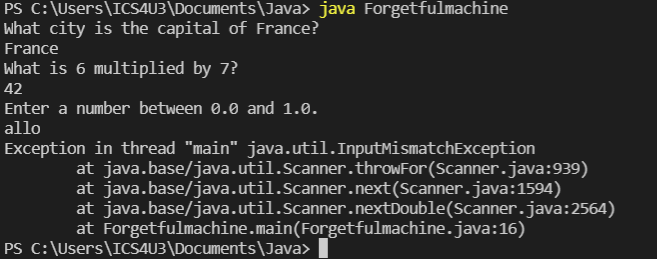 PS C:\Users\ICS4U3\Documents\Java> java Forgetfulmachine
What city is the capital of France?
France
What is 6 multiplied by 7?
42
Enter a number between 0.0 and 1.0.
allo
Exception in thread "main" java.util.InputMismatchException
        at java.base/java.util.Scanner.throwFor(Scanner.java:939)
        at java.base/java.util.Scanner.next(Scanner.java:1594)
        at java.base/java.util.Scanner.nextDouble(Scanner.java:2564)
        at Forgetfulmachine.main(Forgetfulmachine.java:16)
PS C:\Users\ICS4U3\Documents\Java>